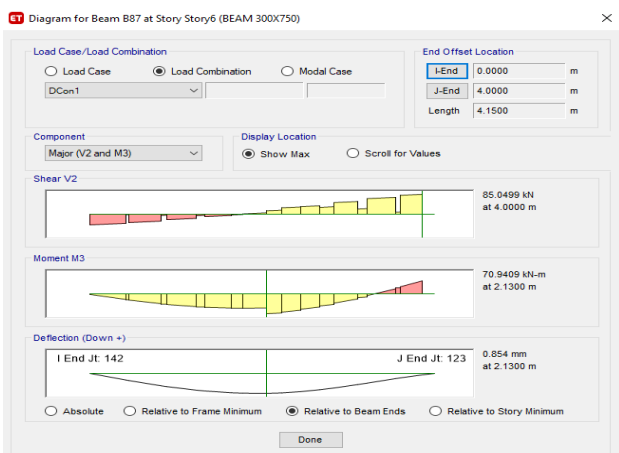 ET Diagram for Beam B87 at Story Story6 (BEAM 300X750)
Load Case/Load Combination
Load Case Load Combination Modal Case
DCon1
End Offset Location
I-End 0.0000 m
J-End 4.0000 m
Length 4.1500 m
Component
Major (V2 and M3)
Display Location
Show Max Scroll for Values
Shear V2
85.0499 kN
at 4.0000 m
Moment M3
70.9409 kN-m
at 2.1300 m
Deflection (Down +)
I End Jt: 142 J End Jt: 123
0.854 mm
at 2.1300 m
Absolute Relative to Frame Minimum Relative to Beam Ends Relative to Story Minimum
Done